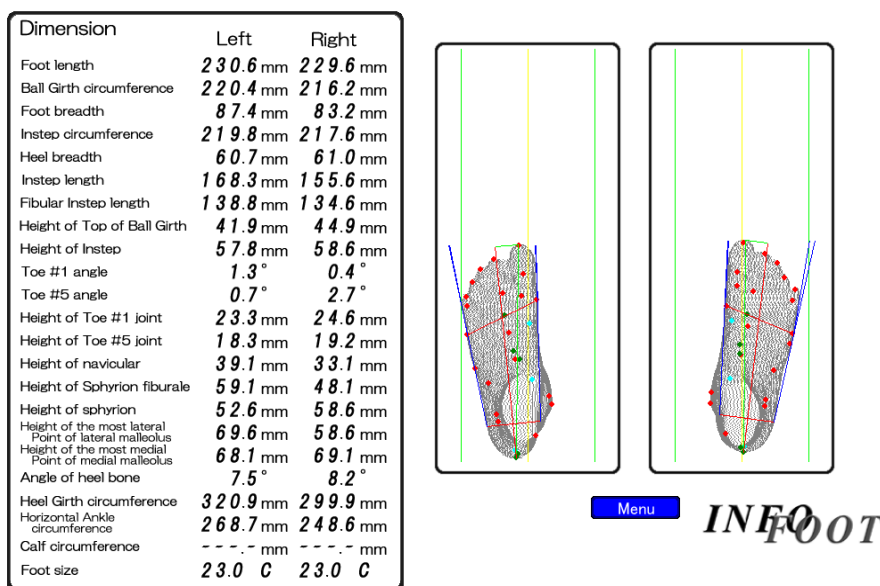 Dimension
Left Right
Foot length 230.6 mm 229.6 mm
Ball Girth circumference 220.4 mm 216.2 mm
Foot breadth 87.4 mm 83.2 mm
Instep circumference 219.8 mm 217.6 mm
Heel breadth 60.7 mm 61.0 mm
Instep length 168.3 mm 155.6 mm
Fibular Instep length 138.8 mm 134.6 mm
Height of Top of Ball Girth 41.9 mm 44.9 mm
Height of Instep 57.8 mm 58.6 mm
Toe #1 angle 1.3° 0.4°
Toe #5 angle 0.7° 2.7°
Height of Toe #1 joint 23.3 mm 24.6 mm
Height of Toe #5 joint 18.3 mm 19.2 mm
Height of navicular 39.1 mm 33.1 mm
Height of Sphyrion fiburale 59.1 mm 48.1 mm
Height of sphyrion 52.6 mm 58.6 mm
Height of the most lateral
Point of lateral malleolus 69.6 mm 58.6 mm
Height of the most medial
Point of medial malleolus 68.1 mm 69.1 mm
Angle of heel bone 7.5° 8.2°
Heel Girth circumference 320.9 mm 299.9 mm
Horizontal Ankle
circumference 268.7 mm 248.6 mm
Calf circumference ---.- mm ---.- mm
Foot size 23.0 C 23.0 C
Menu
INFO
FOOT